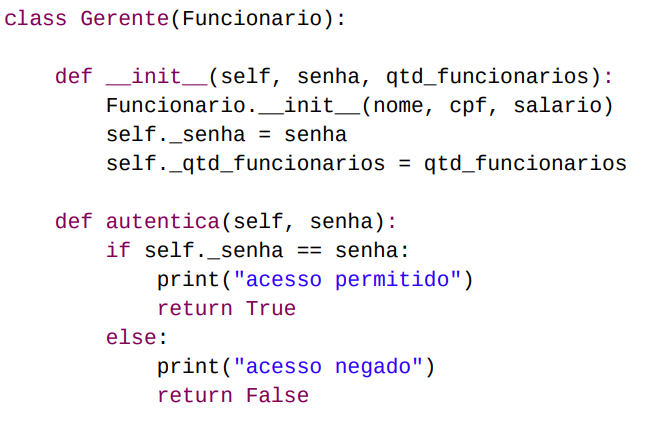 class Gerente(Funcionario):
    def __init__(self, senha, qtd_funcionarios):
        Funcionario.__init__(nome, cpf, salario)
        self._senha = senha
        self._qtd_funcionarios = qtd_funcionarios
    def autentica(self, senha):
        if self._senha == senha:
            print("acesso permitido")
            return True
        else:
            print("acesso negado")
            return False